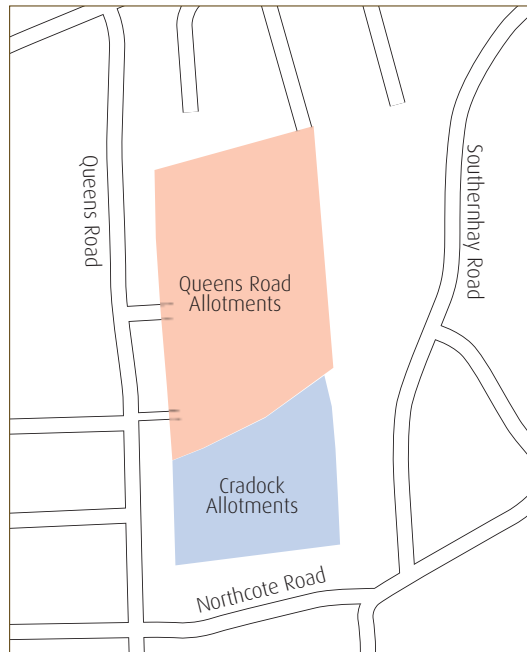 Queens Road
Southernhay Road
Queens Road
Allotments
Cradock
Allotments
Northcote Road